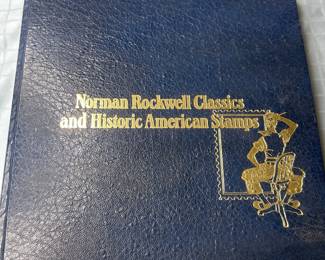 Norman Rockwell Classics
and Historic American Stamps